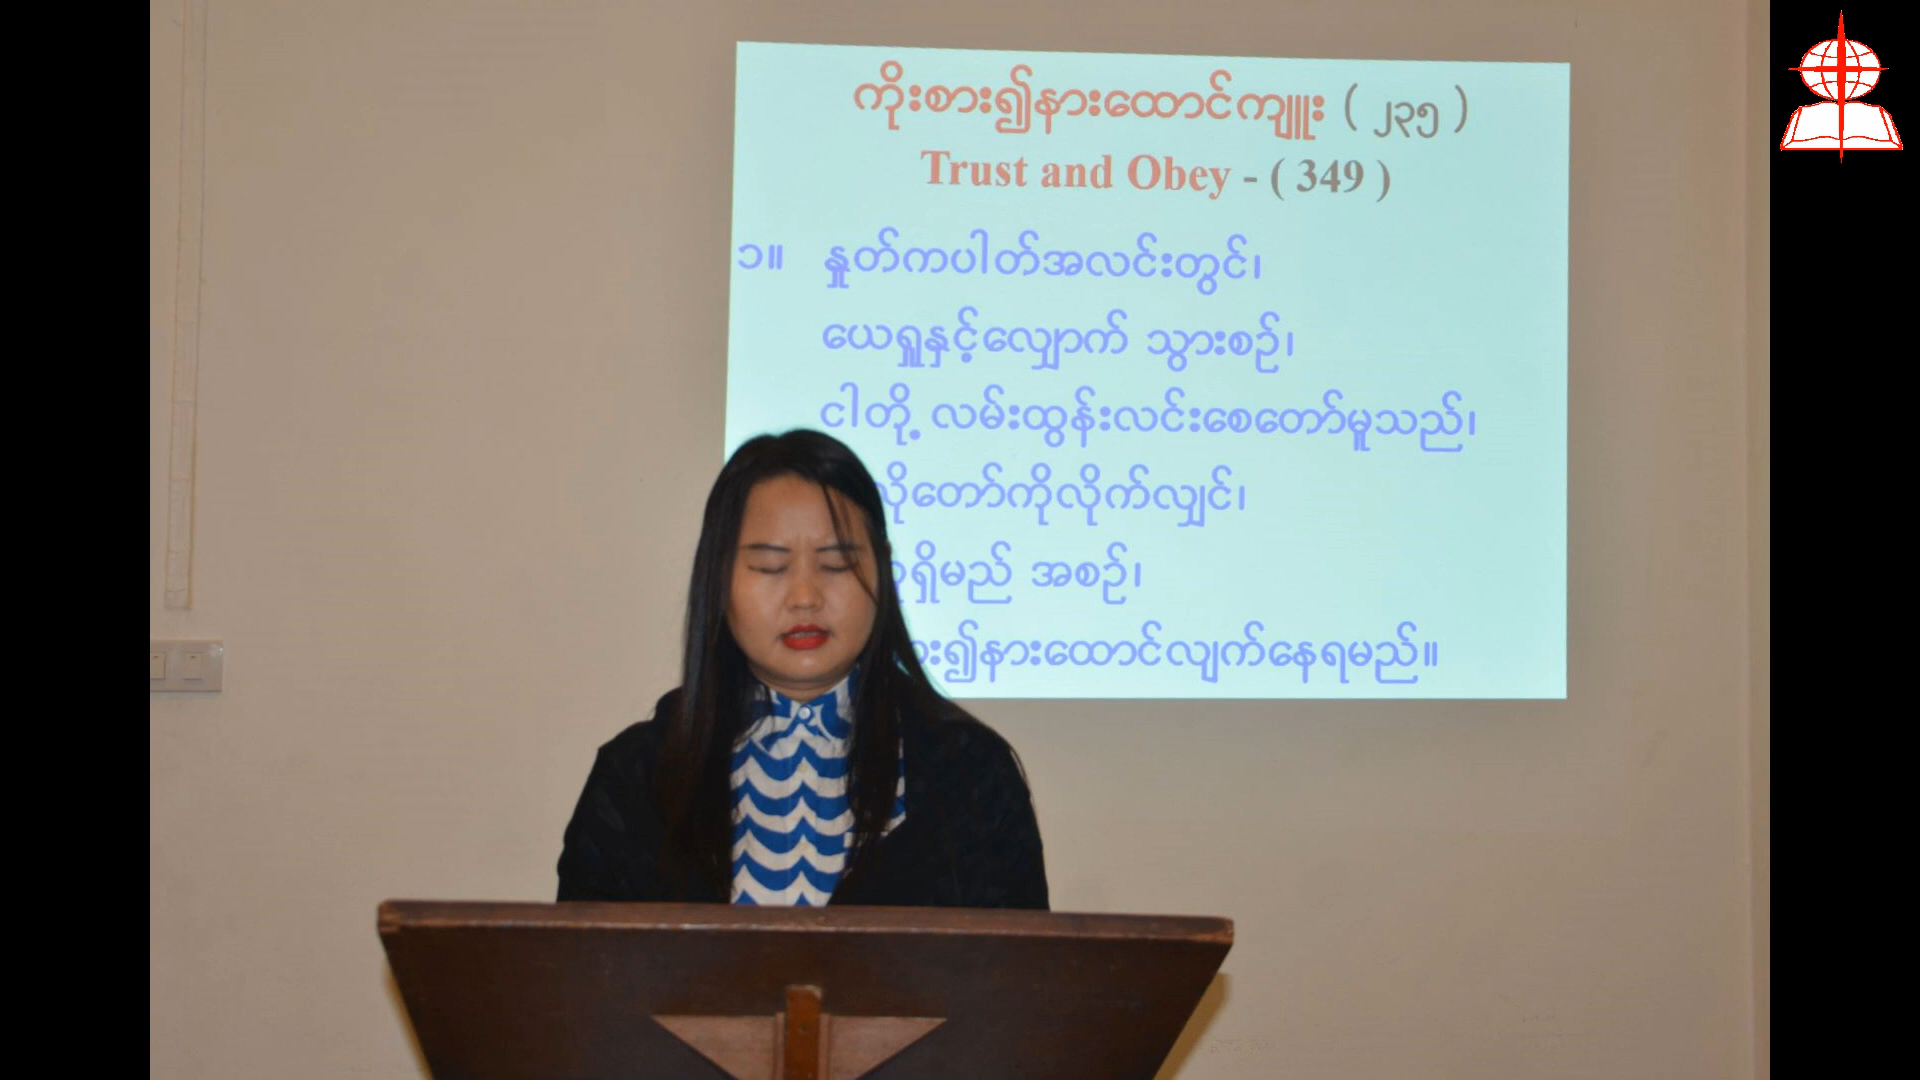 ကိုးစား၍နားထောင်ကျူး ( ၂၃၅ )
Trust and Obey - ( 349 )
၁။ နှုတ်ကပါတ်အလင်းတွင်၊
ယေရှုနှင့်လျှောက် သွားစဉ်၊
ငါတို့ လမ်းထွန်းလင်းစေတော်မူသည်၊
လိုတော်ကိုလိုက်လျှင်၊
ရှိမည် အစဉ်၊
၍နားထောင်လျက်နေရမည်။